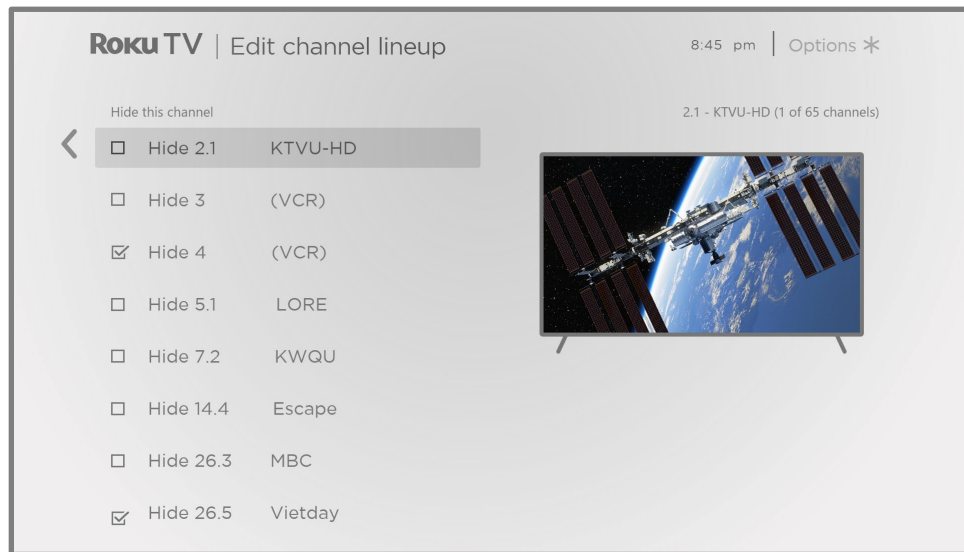 Roku TV | Edit channel lineup
8:45 pm | Options *
Hide this channel
2.1 - KTVU-HD (1 of 65 channels)
Hide 2.1 KTVU-HD
Hide 3 (VCR)
Hide 4 (VCR)
Hide 5.1 LORE
Hide 7.2 KWQU
Hide 14.4 Escape
Hide 26.3 MBC
Hide 26.5 Vietday